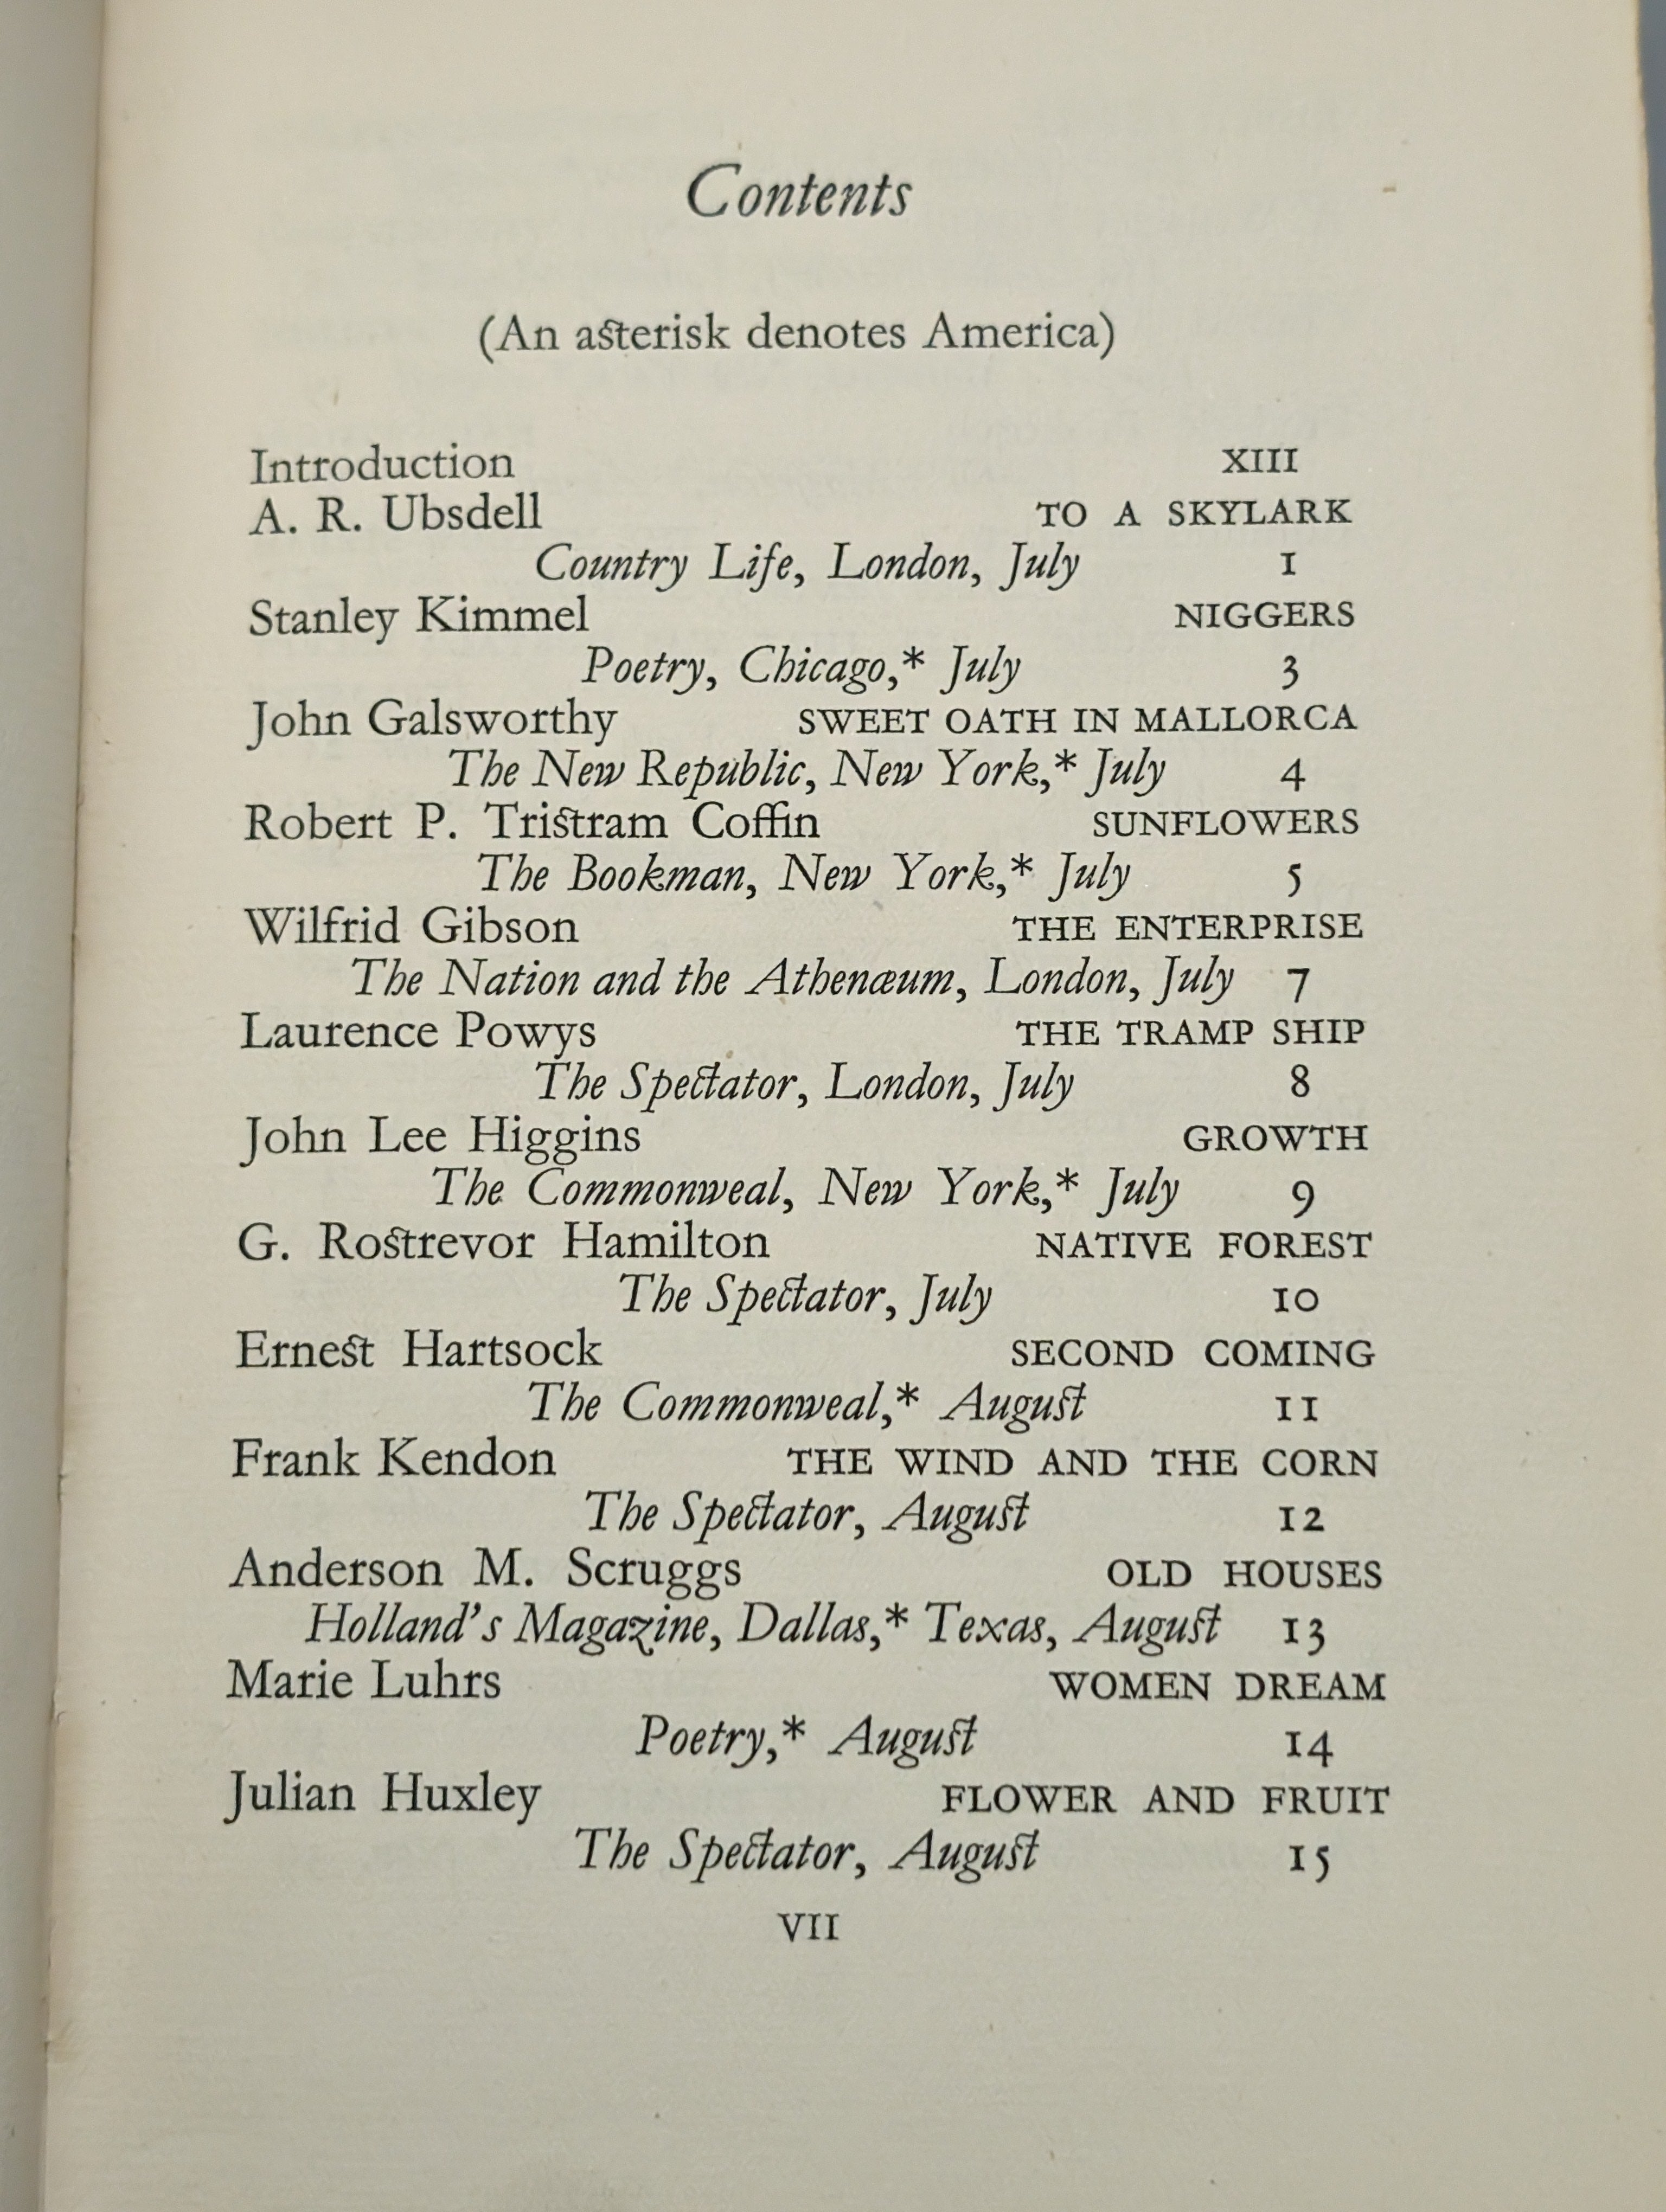 Contents
(An asterisk denotes America)
Introduction XIII
A. R. Ubsdell TO A SKYLARK
Country Life, London, July 1
Stanley Kimmel NIGGERS
Poetry, Chicago,* July 3
John Galsworthy SWEET OATH IN MALLORCA
The New Republic, New York,* July 4
Robert P. Tristram Coffin SUNFLOWERS
The Bookman, New York,* July 5
Wilfrid Gibson THE ENTERPRISE
The Nation and the Athenæum, London, July 7
Laurence Powys THE TRAMP SHIP
The Spectator, London, July 8
John Lee Higgins GROWTH
The Commonweal, New York,* July 9
G. Rostrevor Hamilton NATIVE FOREST
The Spectator, July 10
Ernest Hartsock SECOND COMING
The Commonweal,* August 11
Frank Kendon THE WIND AND THE CORN
The Spectator, August 12
Anderson M. Scruggs OLD HOUSES
Holland's Magazine, Dallas,* Texas, August 13
Marie Luhrs WOMEN DREAM
Poetry,* August 14
Julian Huxley FLOWER AND FRUIT
The Spectator, August 15
VII